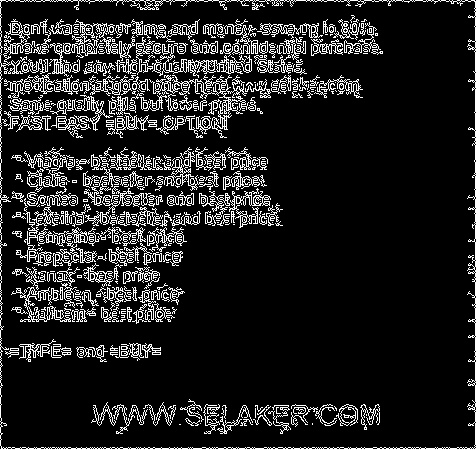 Don't waste your time and money, save up to 80%,
make completely secure and confidential purchase.
You'll find any high-quality United States
medication at good price here www.selaker.com
Same quality pills but lower prices.
FAST EASY =BUY= OPTION!
* Viagra - bestseller and best price
* Cialis - bestseller and best price!
* Soma - bestseller and best price
* Levitra - bestseller and best price!
* - best price
* Propecia - best price
* Xanax - best price
* Ambien - best price
* Valium - best price
=TYPE= and =BUY=
WWW.SELAKER.COM